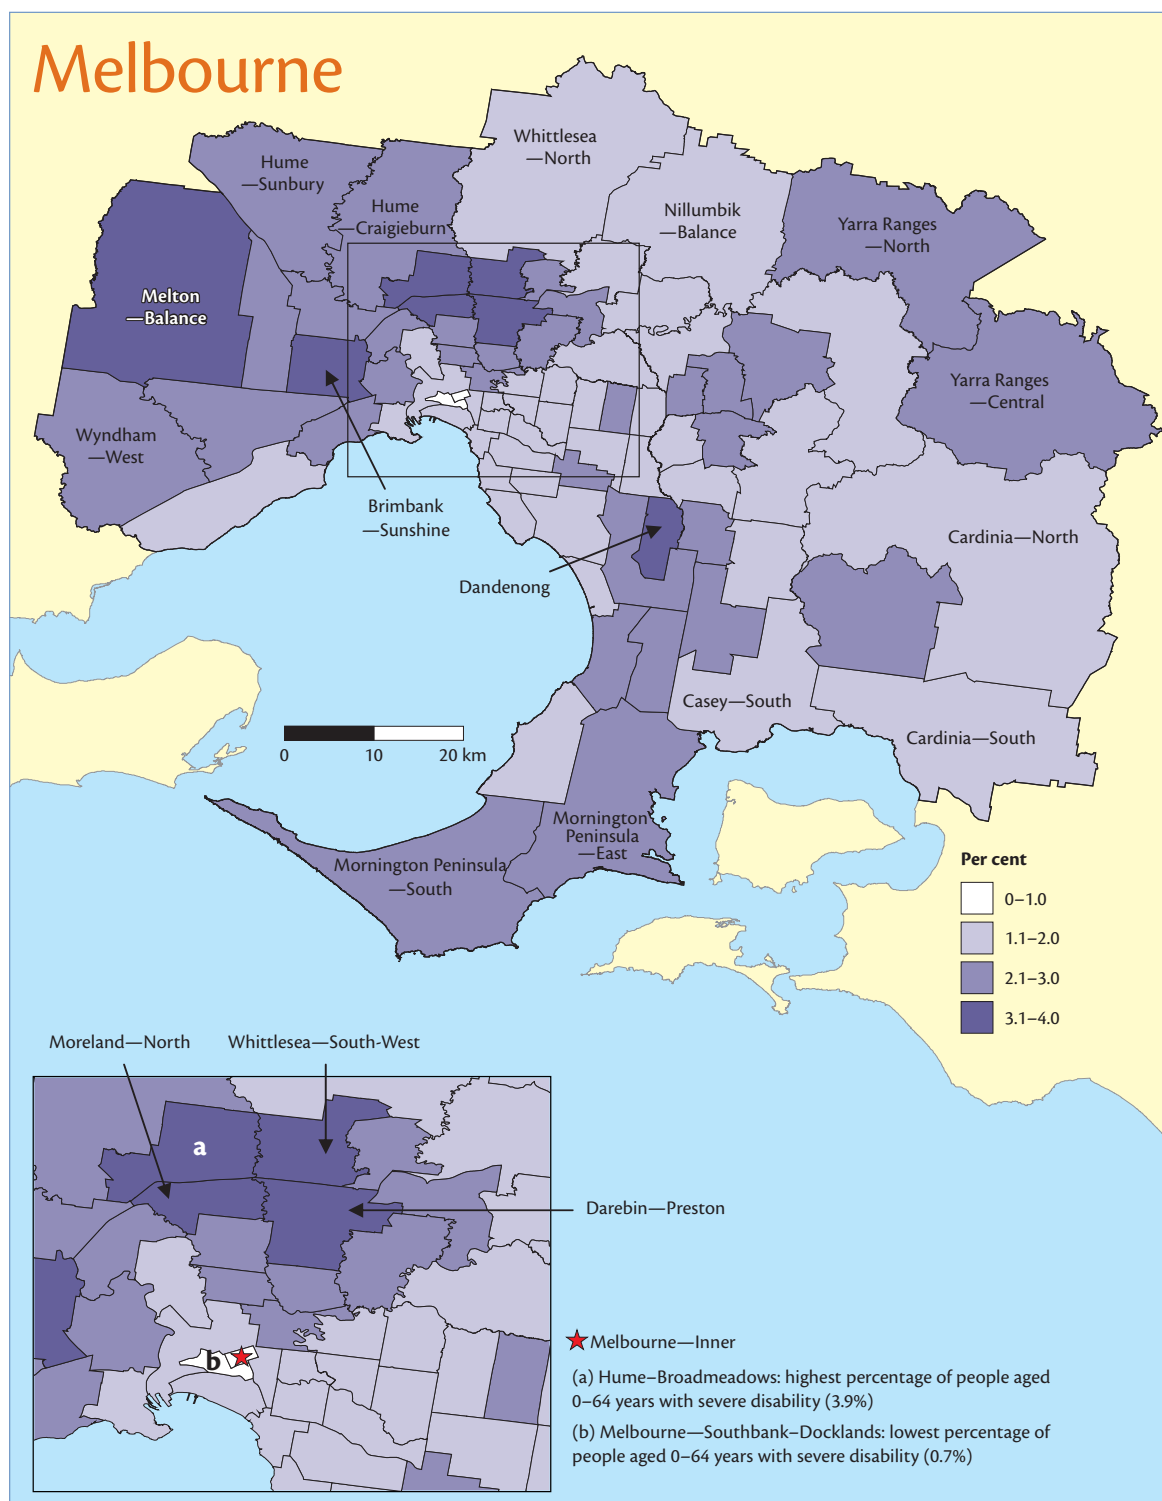 Melbourne
Whittlesea
—North
Hume
—Sunbury
Hume
—Craigieburn
Nillumbik
—Balance
Yarra Ranges
—North
Melton
—Balance
Yarra Ranges
—Central
Wyndham
—West
Brimbank
—Sunshine
Cardinia—North
Dandenong
Casey—South
Cardinia—South
0
10
20 km
Mornington
Peninsula
—East
Mornington Peninsula
—South
Per cent
0–1.0
1.1–2.0
2.1–3.0
3.1–4.0
Moreland—North
Whittlesea—South-West
a
Darebin—Preston
b
Melbourne—Inner
(a) Hume–Broadmeadows: highest percentage of people aged
0–64 years with severe disability (3.9%)
(b) Melbourne—Southbank–Docklands: lowest percentage of
people aged 0–64 years with severe disability (0.7%)